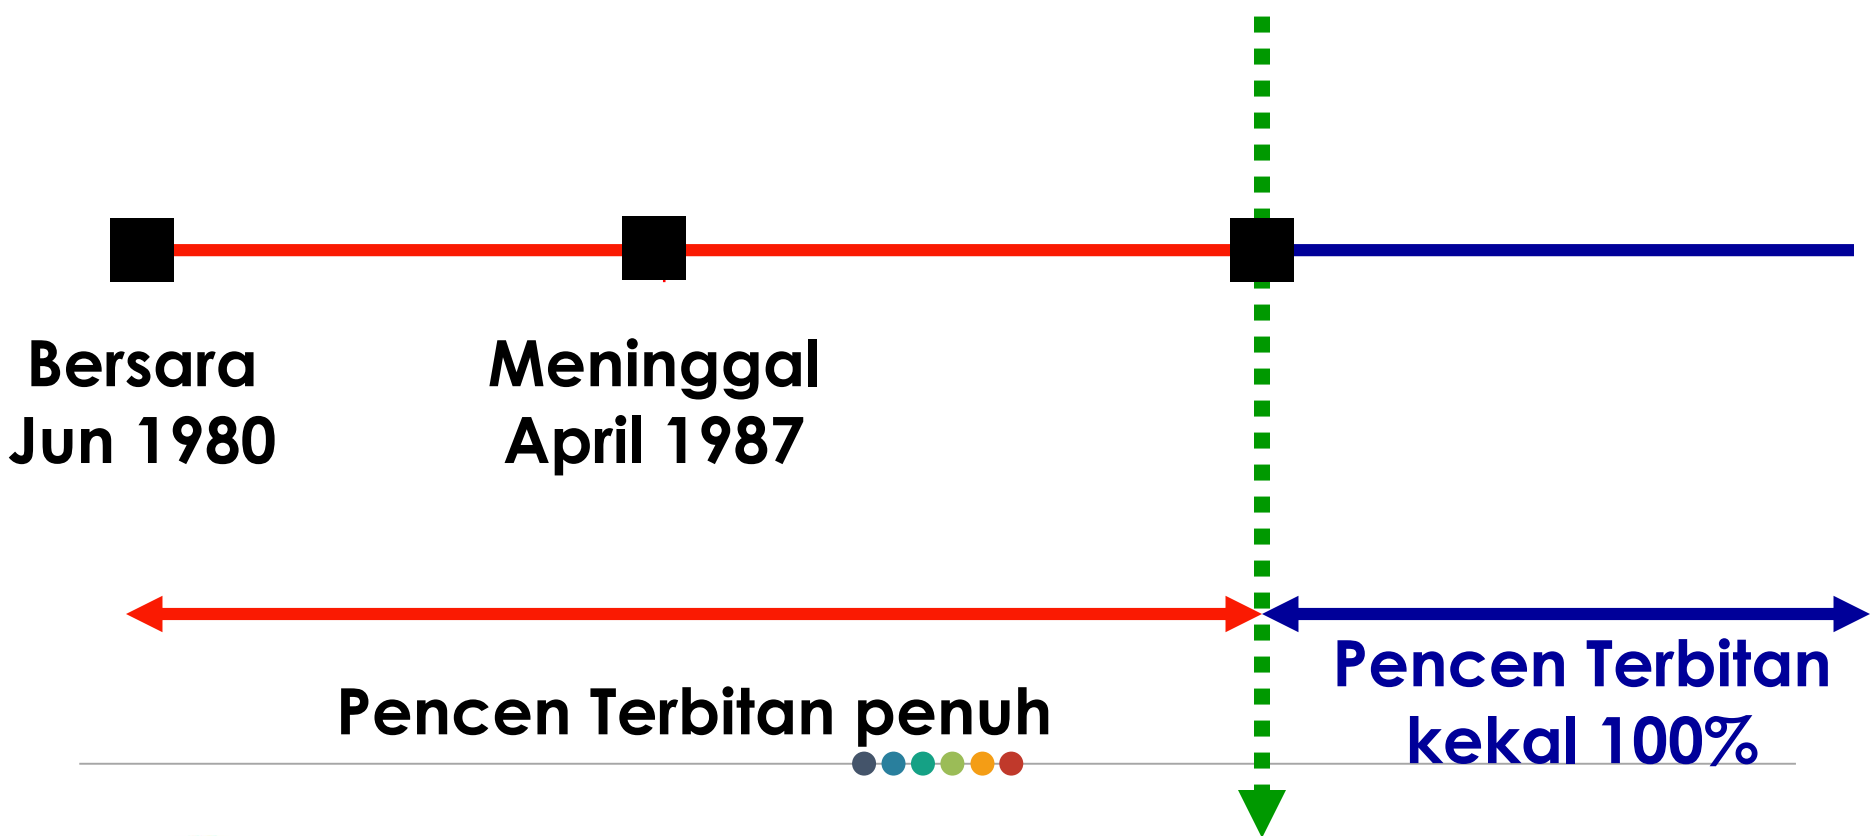 Bersara
Jun 1980
Meninggal
April 1987
Pencen Terbitan penuh
Pencen Terbitan
kekal 100%